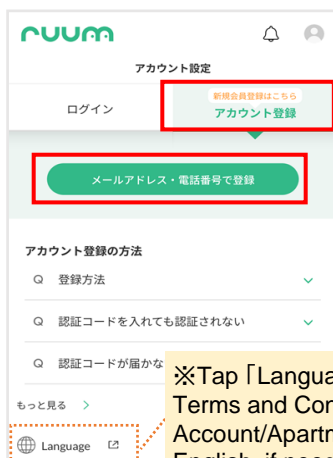 ruum
アカウント設定
ログイン
新規会員登録はこちら
アカウント登録
メールアドレス・電話番号で登録
アカウント登録の方法
Q 登録方法
Q 認証コードを入れても認証されない
Q 認証コードが届かな
もっと見る >
Language
※Tap「Langua
Terms and Con
Account/Apartm
English, if need